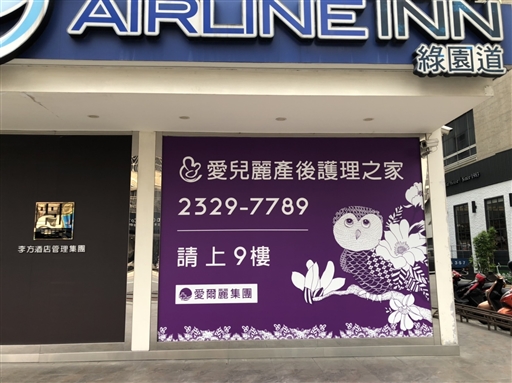 AIRLINE INN
綠園道
愛兒麗產後護理之家
2329-7789
請上9樓
愛爾麗集團
李方酒店管理集團